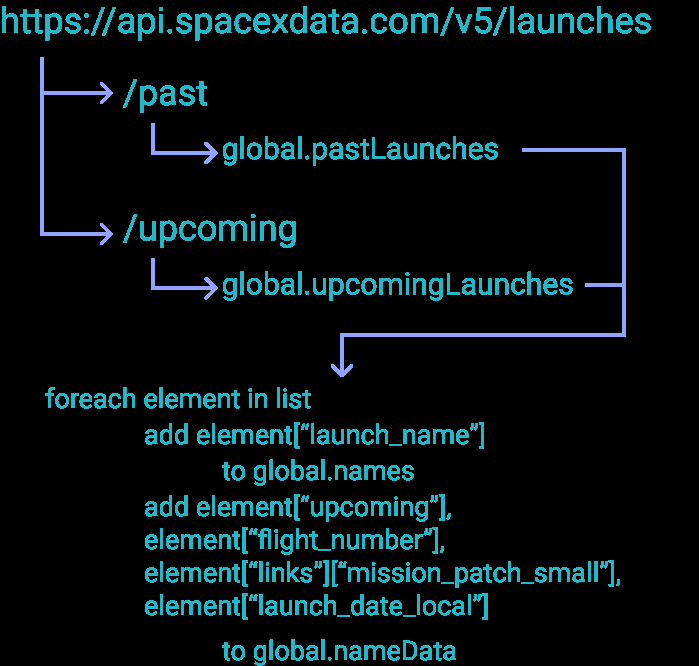 https://api.spacexdata.com/v5/launches
/past
global.pastLaunches
/upcoming
global.upcomingLaunches
foreach element in list
add element[“launch_name”]
to global.names
add element[“upcoming”],
element[“flight_number”],
element[“links”][“mission_patch_small”],
element[“launch_date_local”]
to global.nameData